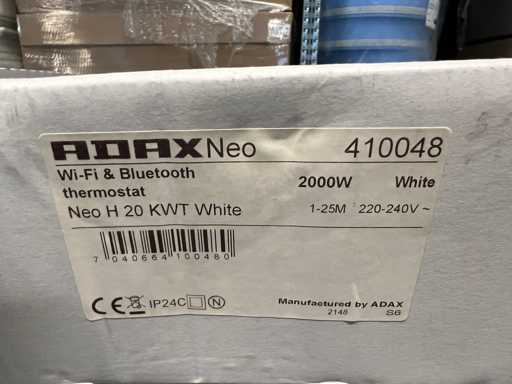 ADAX Neo 410048
Wi-Fi & Bluetooth
thermostat
2000W White
Neo H 20 KWT White
1-25M 220-240V ~
7 040664 100480
CE IP24C N
Manufactured by ADAX
2148 S6